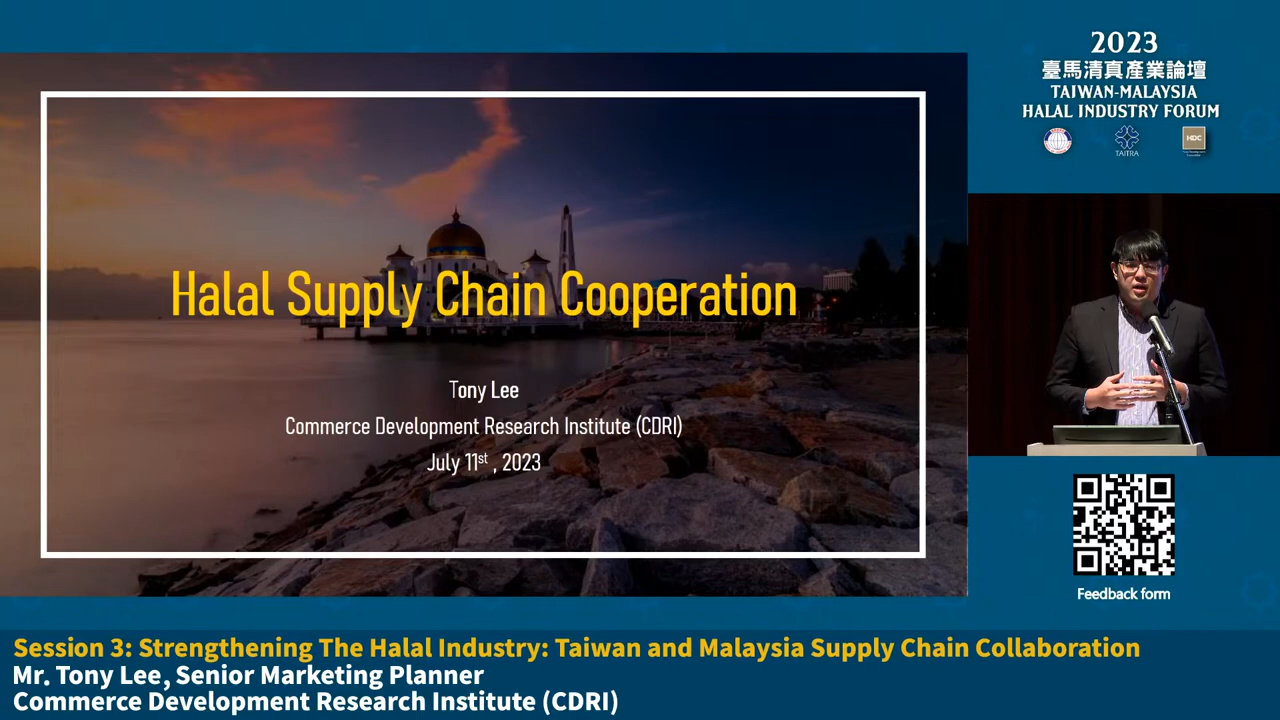 2023
臺馬清真產業論壇
TAIWAN-MALAYSIA
HALAL INDUSTRY FORUM
TAITRA
HDC
Halal Supply Chain Cooperation
Tony Lee
Commerce Development Research Institute (CDRI)
July 11st , 2023
Feedback form
Session 3: Strengthening The Halal Industry: Taiwan and Malaysia Supply Chain Collaboration
Mr. Tony Lee, Senior Marketing Planner
Commerce Development Research Institute (CDRI)